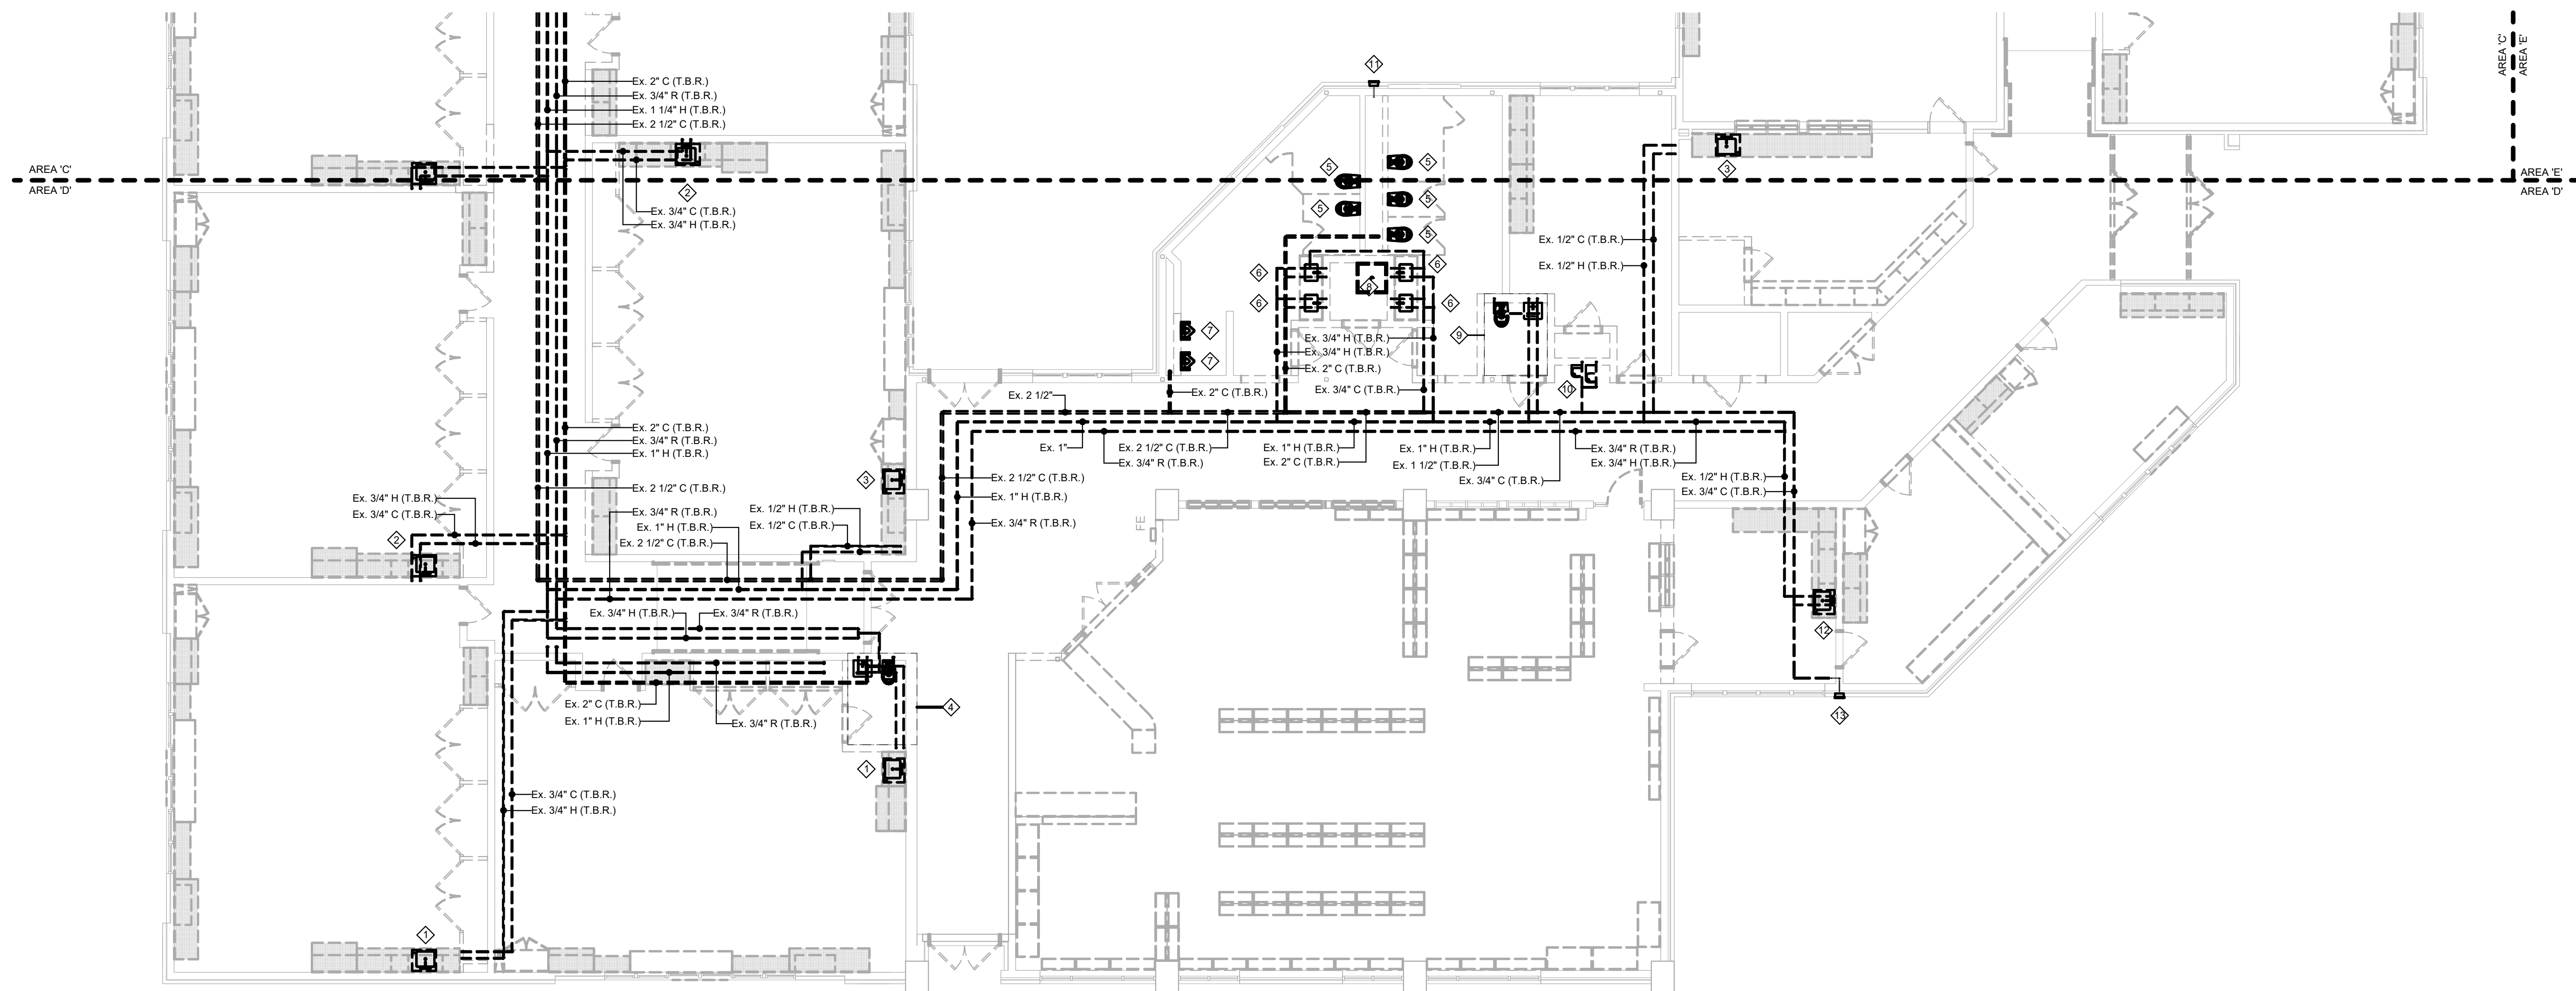 AREA 'C'
AREA 'E'
11
Ex. 2" C (T.B.R.)
Ex. 3/4" R (T.B.R.)
Ex. 1 1/4" H (T.B.R.)
Ex. 2 1/2" C (T.B.R.)
AREA 'C'
AREA 'D'
AREA 'E'
AREA 'D'
2
Ex. 3/4" C (T.B.R.)
Ex. 3/4" H (T.B.R.)
5
5
5
5
5
3
Ex. 1/2" C (T.B.R.)
Ex. 1/2" H (T.B.R.)
6
6
6
6
8
7
7
9
10
Ex. 3/4" H (T.B.R.)
Ex. 3/4" H (T.B.R.)
Ex. 2" C (T.B.R.)
Ex. 3/4" C (T.B.R.)
Ex. 2" C (T.B.R.)
Ex. 2 1/2"
Ex. 2" C (T.B.R.)
Ex. 3/4" R (T.B.R.)
Ex. 1" H (T.B.R.)
Ex. 1"
Ex. 2 1/2" C (T.B.R.)
Ex. 3/4" R (T.B.R.)
Ex. 1" H (T.B.R.)
Ex. 2" C (T.B.R.)
Ex. 1" H (T.B.R.)
Ex. 1 1/2" (T.B.R.)
Ex. 3/4" C (T.B.R.)
Ex. 3/4" R (T.B.R.)
Ex. 3/4" H (T.B.R.)
Ex. 1/2" H (T.B.R.)
Ex. 3/4" C (T.B.R.)
3
Ex. 2 1/2" C (T.B.R.)
Ex. 1" H (T.B.R.)
Ex. 3/4" R (T.B.R.)
Ex. 2 1/2" C (T.B.R.)
Ex. 3/4" H (T.B.R.)
Ex. 3/4" C (T.B.R.)
2
Ex. 3/4" R (T.B.R.)
Ex. 1" H (T.B.R.)
Ex. 2 1/2" C (T.B.R.)
Ex. 1/2" H (T.B.R.)
Ex. 1/2" C (T.B.R.)
FE
Ex. 3/4" H (T.B.R.)
Ex. 3/4" R (T.B.R.)
12
Ex. 2" C (T.B.R.)
Ex. 1" H (T.B.R.)
Ex. 3/4" R (T.B.R.)
4
13
1
Ex. 3/4" C (T.B.R.)
Ex. 3/4" H (T.B.R.)
1